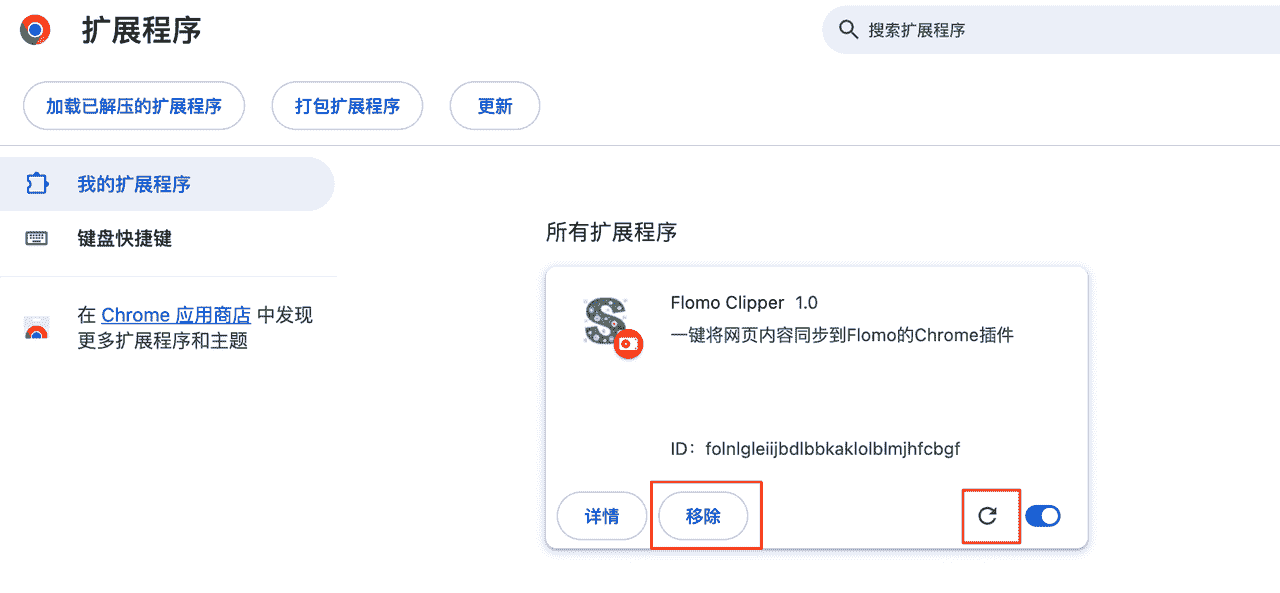 扩展程序
搜索扩展程序
加载已解压的扩展程序
打包扩展程序
更新
我的扩展程序
键盘快捷键
在 Chrome 应用商店 中发现
更多扩展程序和主题
所有扩展程序
Flomo Clipper 1.0
一键将网页内容同步到Flomo的Chrome插件
ID：folnlgleiijbdlbbkaklolblmjhfcbgf
详情
移除